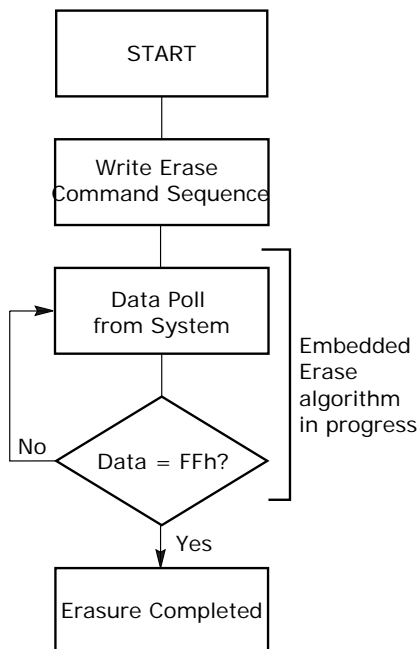 START
Write Erase
Command Sequence
Data Poll
from System
Embedded
Erase
algorithm
in progress
Data = FFh?
No
Yes
Erasure Completed